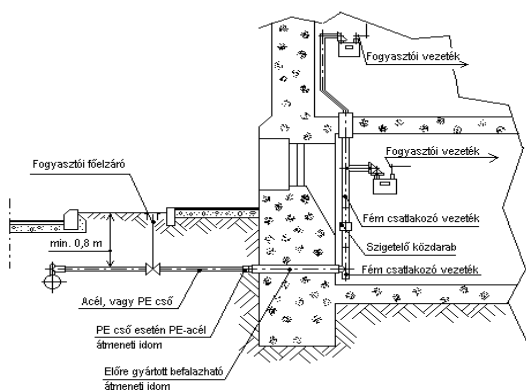 Fogyasztói vezeték
Fogyasztói vezeték
Fogyasztói főelzáró
Fém csatlakozó vezeték
min. 0,8 m
Szigetelő közdarab
Fém csatlakozó vezeték
Acél, vagy PE cső
PE cső esetén PE-acél
átmeneti idom
Előre gyártott befalazható
átmeneti idom